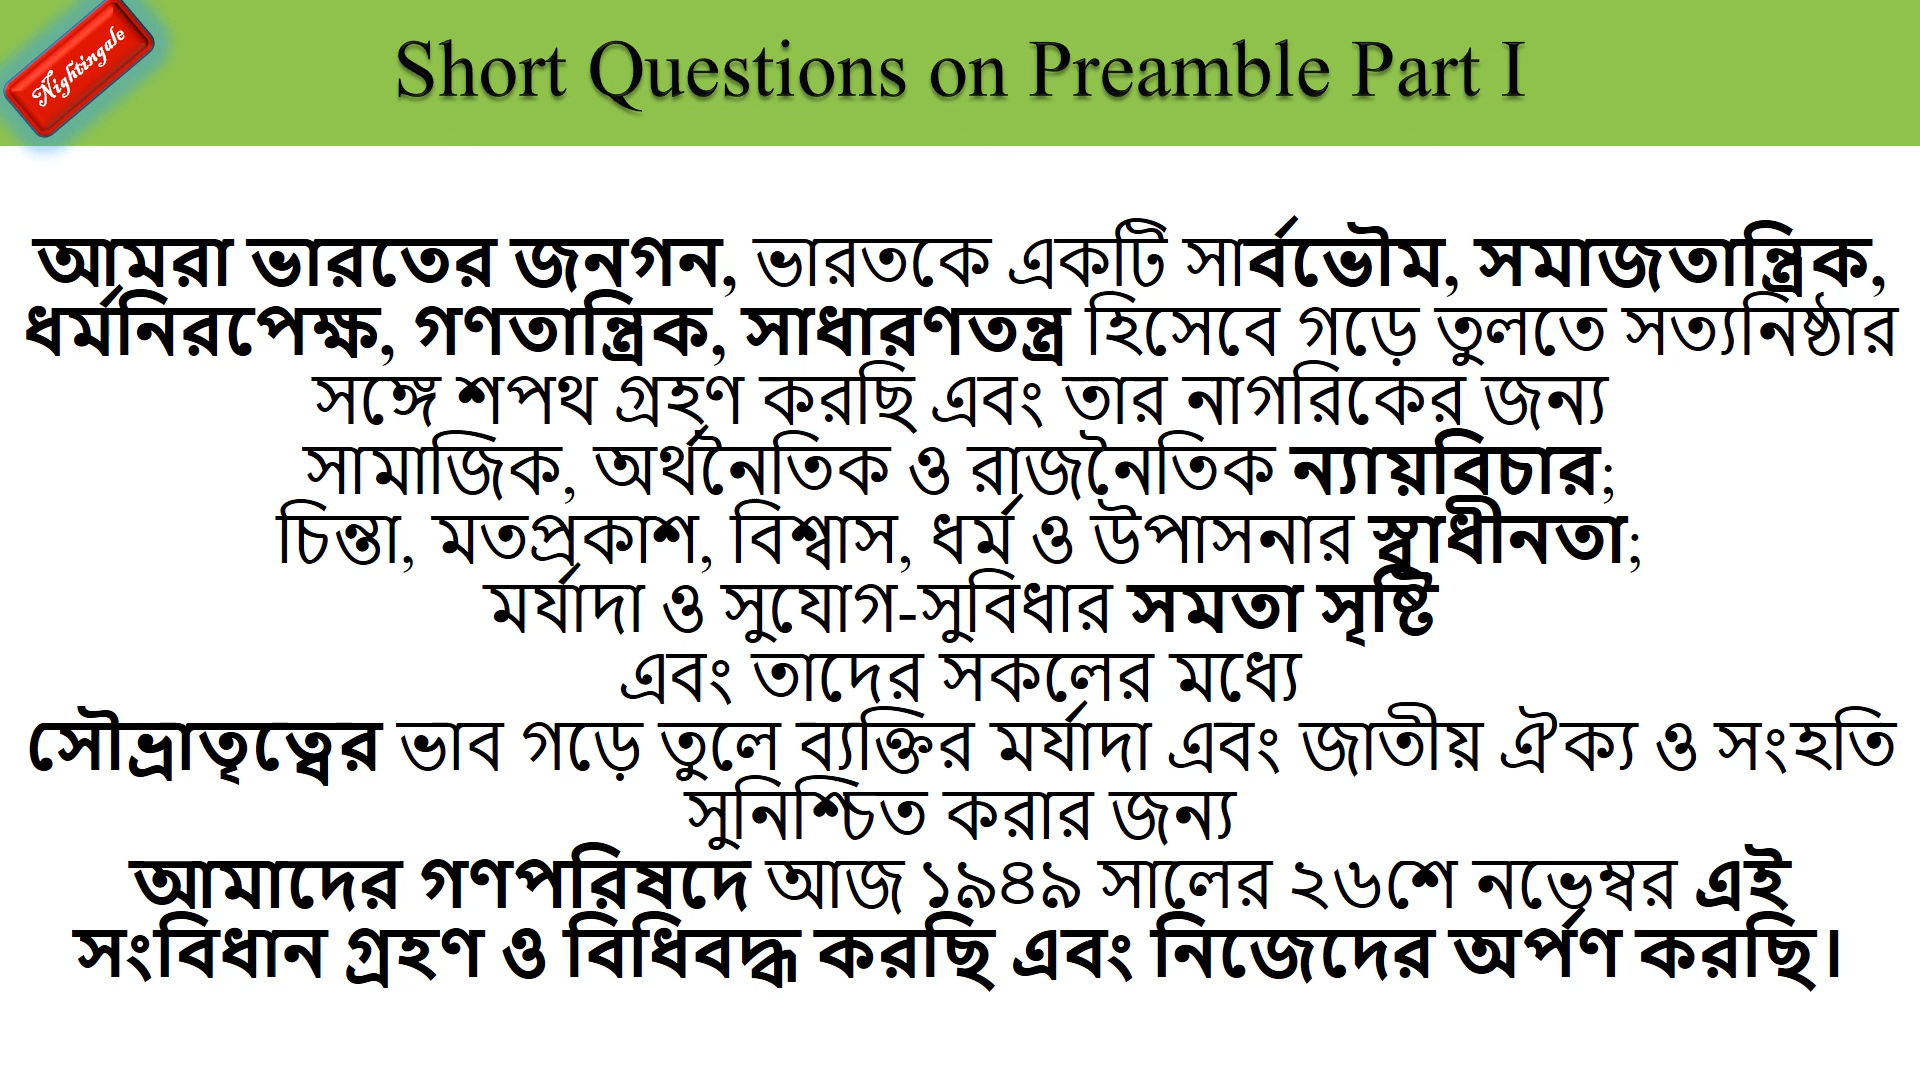 Nightingale
Short Questions on Preamble Part I
আমরা ভারতের জনগন, ভারতকে একটি সার্বভৌম, সমাজতান্ত্রিক,
ধর্মনিরপেক্ষ, গণতান্ত্রিক, সাধারণতন্ত্র হিসেবে গড়ে তুলতে সত্যনিষ্ঠার
সঙ্গে শপথ গ্রহণ করছি এবং তার নাগরিকের জন্য
সামাজিক, অর্থনৈতিক ও রাজনৈতিক ন্যায়বিচার;
চিন্তা, মতপ্রকাশ, বিশ্বাস, ধর্ম ও উপাসনার স্বাধীনতা;
মর্যাদা ও সুযোগ-সুবিধার সমতা সৃষ্টি
এবং তাদের সকলের মধ্যে
সৌভ্রাতৃত্বের ভাব গড়ে তুলে ব্যক্তির মর্যাদা এবং জাতীয় ঐক্য ও সংহতি
সুনিশ্চিত করার জন্য
আমাদের গণপরিষদে আজ ১৯৪৯ সালের ২৬শে নভেম্বর এই
সংবিধান গ্রহণ ও বিধিবদ্ধ করছি এবং নিজেদের অর্পণ করছি।